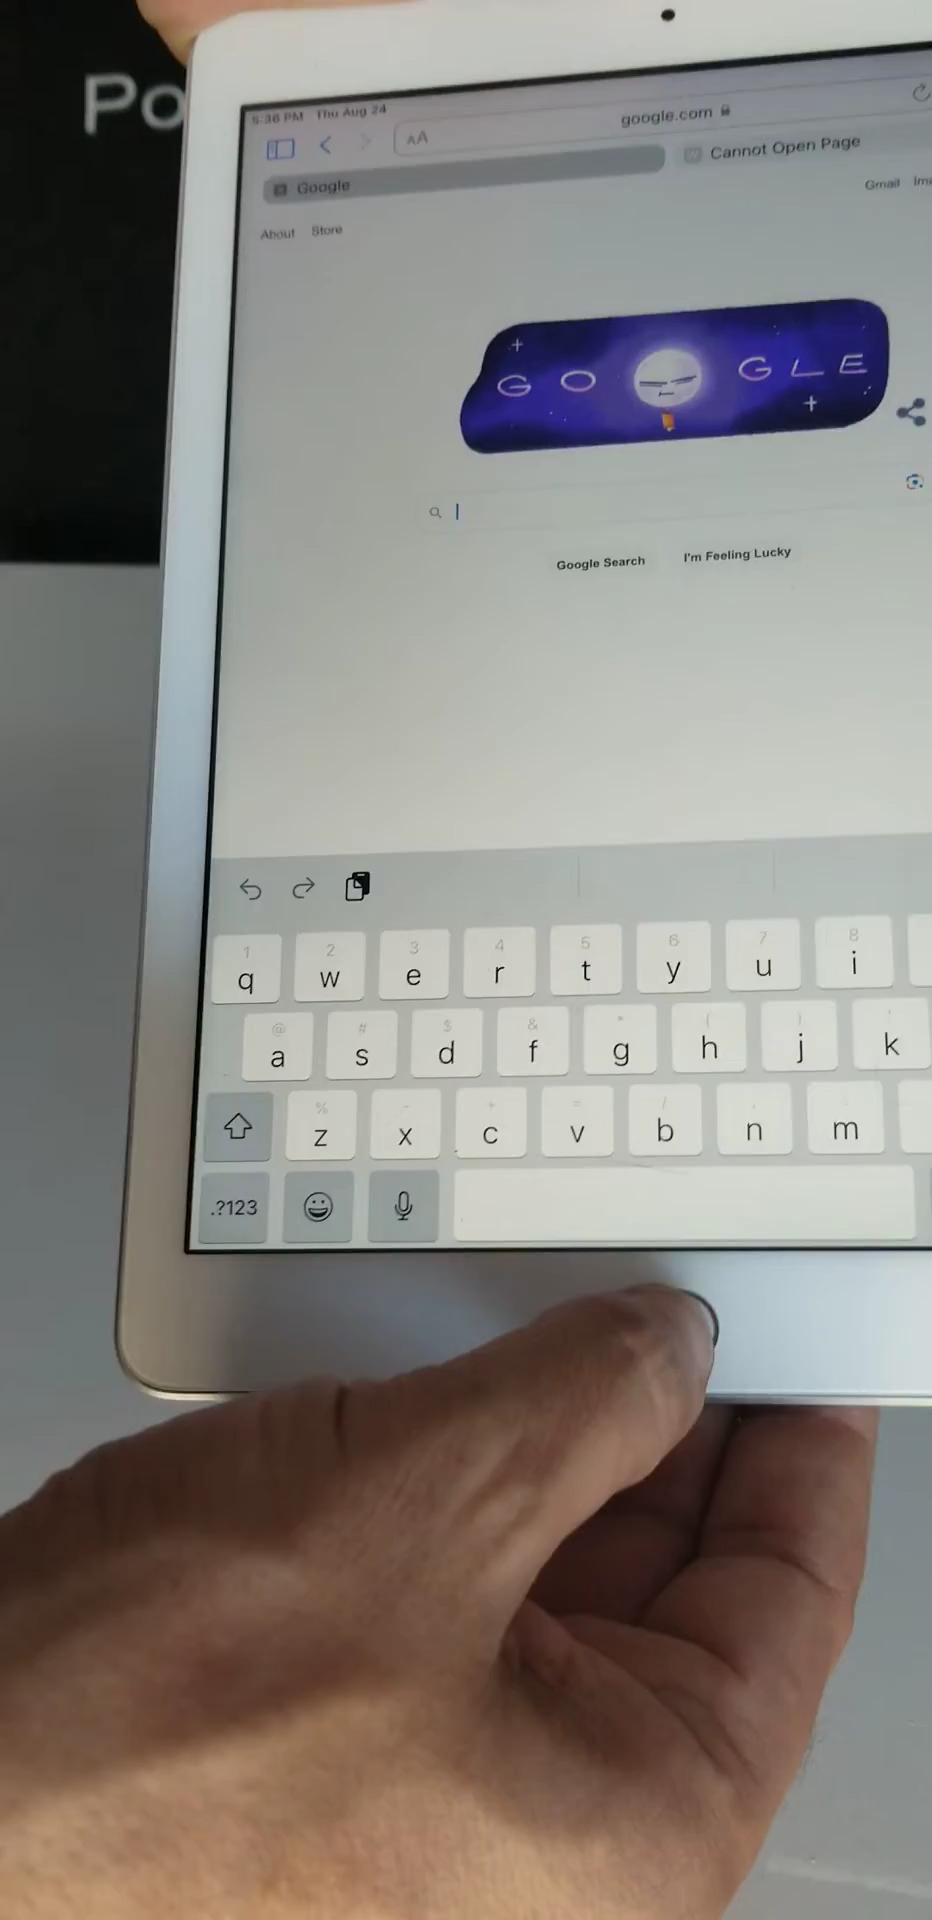 Po
5:36 PM Thu Aug 24
AA
google.com
Google
Cannot Open Page
Gmail
About Store
G O GLE
Google Search I'm Feeling Lucky
1 2 3 4 5 6 7 8
q w e r t y u i
@ # $ & * ( ) '
a s d f g h j k
% - + = /
z x c v b n m
.?123